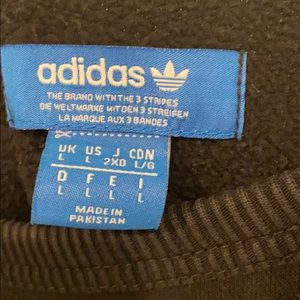 adidas
THE BRAND WITH THE 3 STRIPES
DIE WELTMARKE MIT DEN 3 STREIFEN
LA MARQUE AUX 3 BANDES
UK US J CDN
L L 2XO L/G
D F E I
L L L L
MADE IN
PAKISTAN